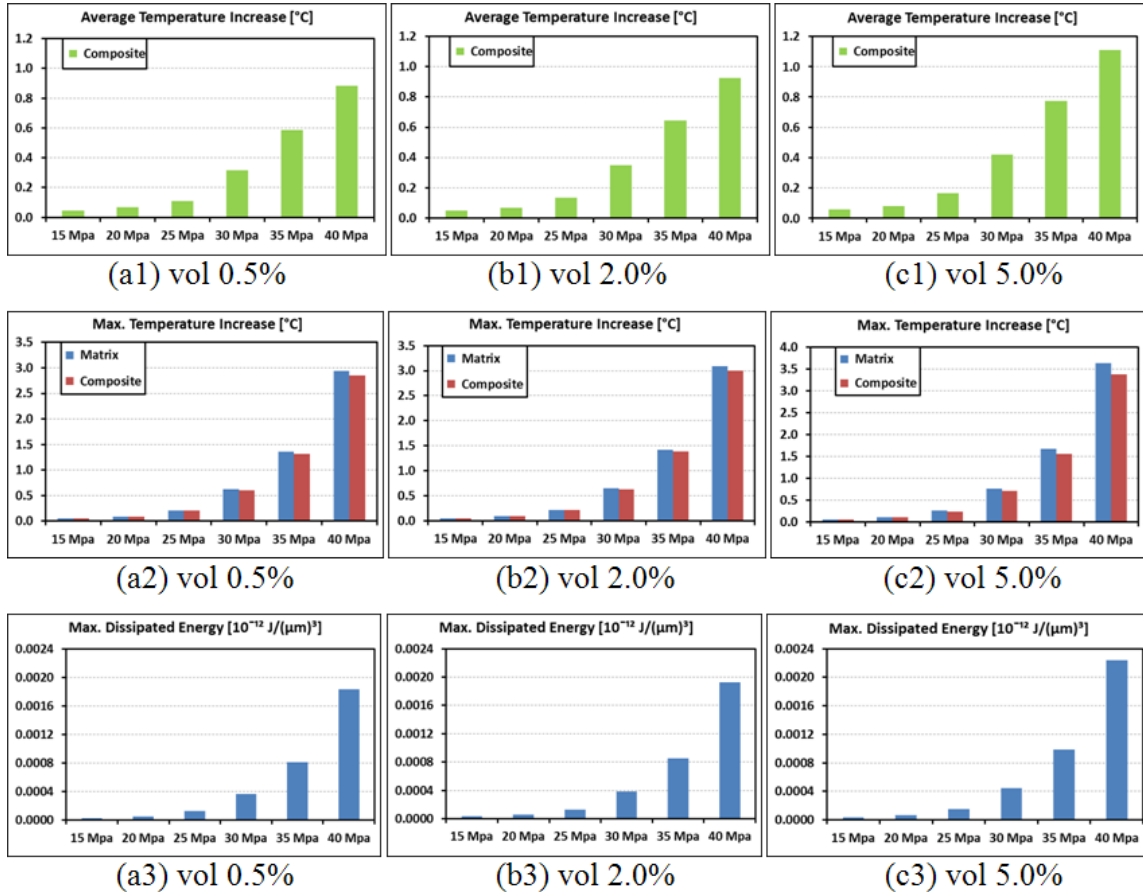 Average Temperature Increase [°C]
1.2
1.0
0.8
0.6
0.4
0.2
0.0
Composite
15 Mpa 20 Mpa 25 Mpa 30 Mpa 35 Mpa 40 Mpa
(a1) vol 0.5%
Average Temperature Increase [°C]
1.2
1.0
0.8
0.6
0.4
0.2
0.0
Composite
15 Mpa 20 Mpa 25 Mpa 30 Mpa 35 Mpa 40 Mpa
(b1) vol 2.0%
Average Temperature Increase [°C]
1.2
1.0
0.8
0.6
0.4
0.2
0.0
Composite
15 Mpa 20 Mpa 25 Mpa 30 Mpa 35 Mpa 40 Mpa
(c1) vol 5.0%
Max. Temperature Increase [°C]
3.5
3.0
2.5
2.0
1.5
1.0
0.5
0.0
Matrix
Composite
15 Mpa 20 Mpa 25 Mpa 30 Mpa 35 Mpa 40 Mpa
(a2) vol 0.5%
Max. Temperature Increase [°C]
3.5
3.0
2.5
2.0
1.5
1.0
0.5
0.0
Matrix
Composite
15 Mpa 20 Mpa 25 Mpa 30 Mpa 35 Mpa 40 Mpa
(b2) vol 2.0%
Max. Temperature Increase [°C]
4.0
3.5
3.0
2.5
2.0
1.5
1.0
0.5
0.0
Matrix
Composite
15 Mpa 20 Mpa 25 Mpa 30 Mpa 35 Mpa 40 Mpa
(c2) vol 5.0%
Max. Dissipated Energy [10⁻¹² J/(μm)³]
0.0024
0.0020
0.0016
0.0012
0.0008
0.0004
0.0000
15 Mpa 20 Mpa 25 Mpa 30 Mpa 35 Mpa 40 Mpa
(a3) vol 0.5%
Max. Dissipated Energy [10⁻¹² J/(μm)³]
0.0024
0.0020
0.0016
0.0012
0.0008
0.0004
0.0000
15 Mpa 20 Mpa 25 Mpa 30 Mpa 35 Mpa 40 Mpa
(b3) vol 2.0%
Max. Dissipated Energy [10⁻¹² J/(μm)³]
0.0024
0.0020
0.0016
0.0012
0.0008
0.0004
0.0000
15 Mpa 20 Mpa 25 Mpa 30 Mpa 35 Mpa 40 Mpa
(c3) vol 5.0%